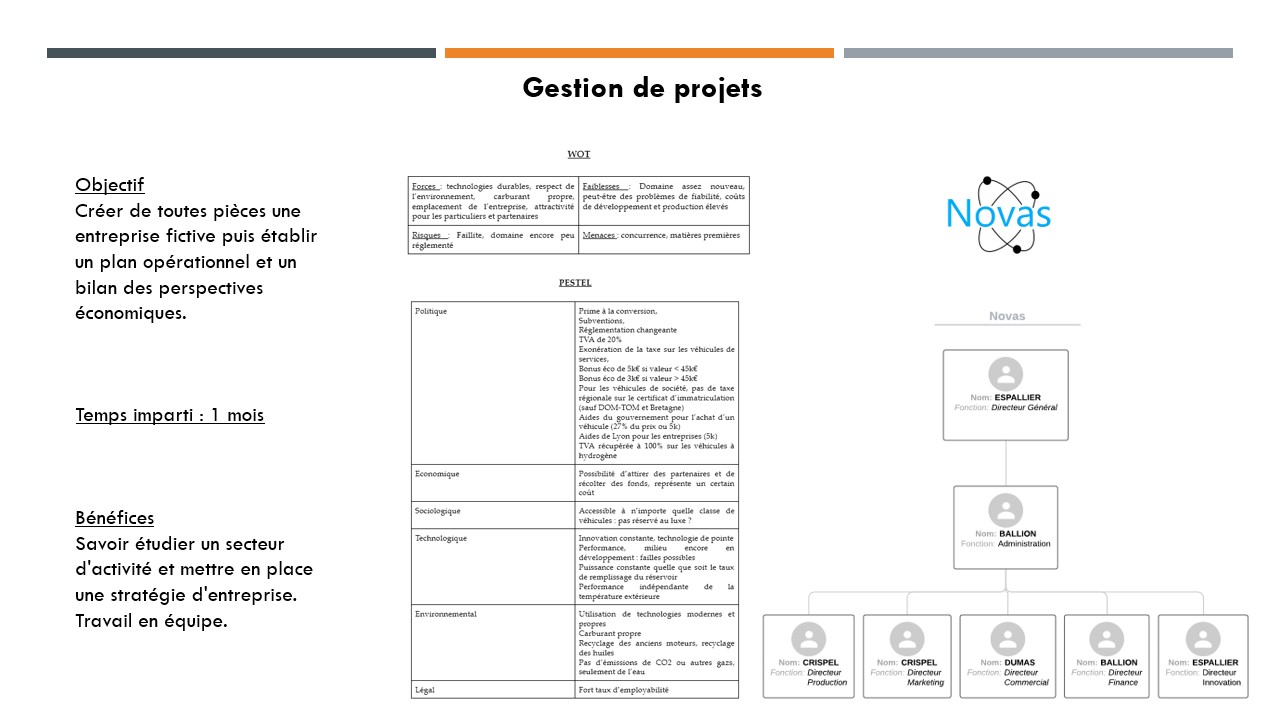 Gestion de projets
Objectif
Créer de toutes pièces une
entreprise fictive puis établir
un plan opérationnel et un
bilan des perspectives
économiques.
Temps imparti : 1 mois
Bénéfices
Savoir étudier un secteur
d'activité et mettre en place
une stratégie d'entreprise.
Travail en équipe.
WOT
Forces : technologies durables, respect de
l'environnement, carburant propre,
emplacement de l'entreprise, attractivité
pour les particuliers et partenaires
Faiblesses : Domaine assez nouveau,
peut-être des problèmes de fiabilité, coûts
de développement et production élevés
Risques : Faillite, domaine encore peu
réglementé
Menaces : concurrence, matières premières
PESTEL
Politique
Prime à la conversion,
Subventions,
Réglementation changeante
TVA de 20%
Exonération de la taxe sur les véhicules de
services,
Bonus éco de 5k€ si valeur < 45k€
Bonus éco de 3k€ si valeur > 45k€
Pour les véhicules de société, pas de taxe
régionale sur le certificat d'immatriculation
(sauf DOM-TOM et Bretagne)
Aides du gouvernement pour l'achat d'un
véhicule (27% du prix ou 5k)
Aides de Lyon pour les entreprises (5k)
TVA récupérée à 100% sur les véhicules à
hydrogène
Economique
Possibilité d'attirer des partenaires et de
récolter des fonds, représente un certain
coût
Sociologique
Accessible à n'importe quelle classe de
véhicules : pas réservé au luxe ?
Technologique
Innovation constante, technologie de pointe
Performance, milieu encore en
développement : failles possibles
Puissance constante quelle que soit le taux
de remplissage du réservoir
Performance indépendante de la
température extérieure
Environnemental
Utilisation de technologies modernes et
propres
Carburant propre
Recyclage des anciens moteurs, recyclage
des huiles
Pas d'émissions de CO2 ou autres gazs,
seulement de l'eau
Légal
Fort taux d'employabilité
Novas
Novas
Nom: ESPALLIER
Fonction: Directeur Général
Nom: BALLION
Fonction: Administration
Nom: CRISPEL
Fonction: Directeur
Production
Nom: CRISPEL
Fonction: Directeur
Marketing
Nom: DUMAS
Fonction: Directeur
Commercial
Nom: BALLION
Fonction: Directeur
Finance
Nom: ESPALLIER
Fonction: Directeur
Innovation